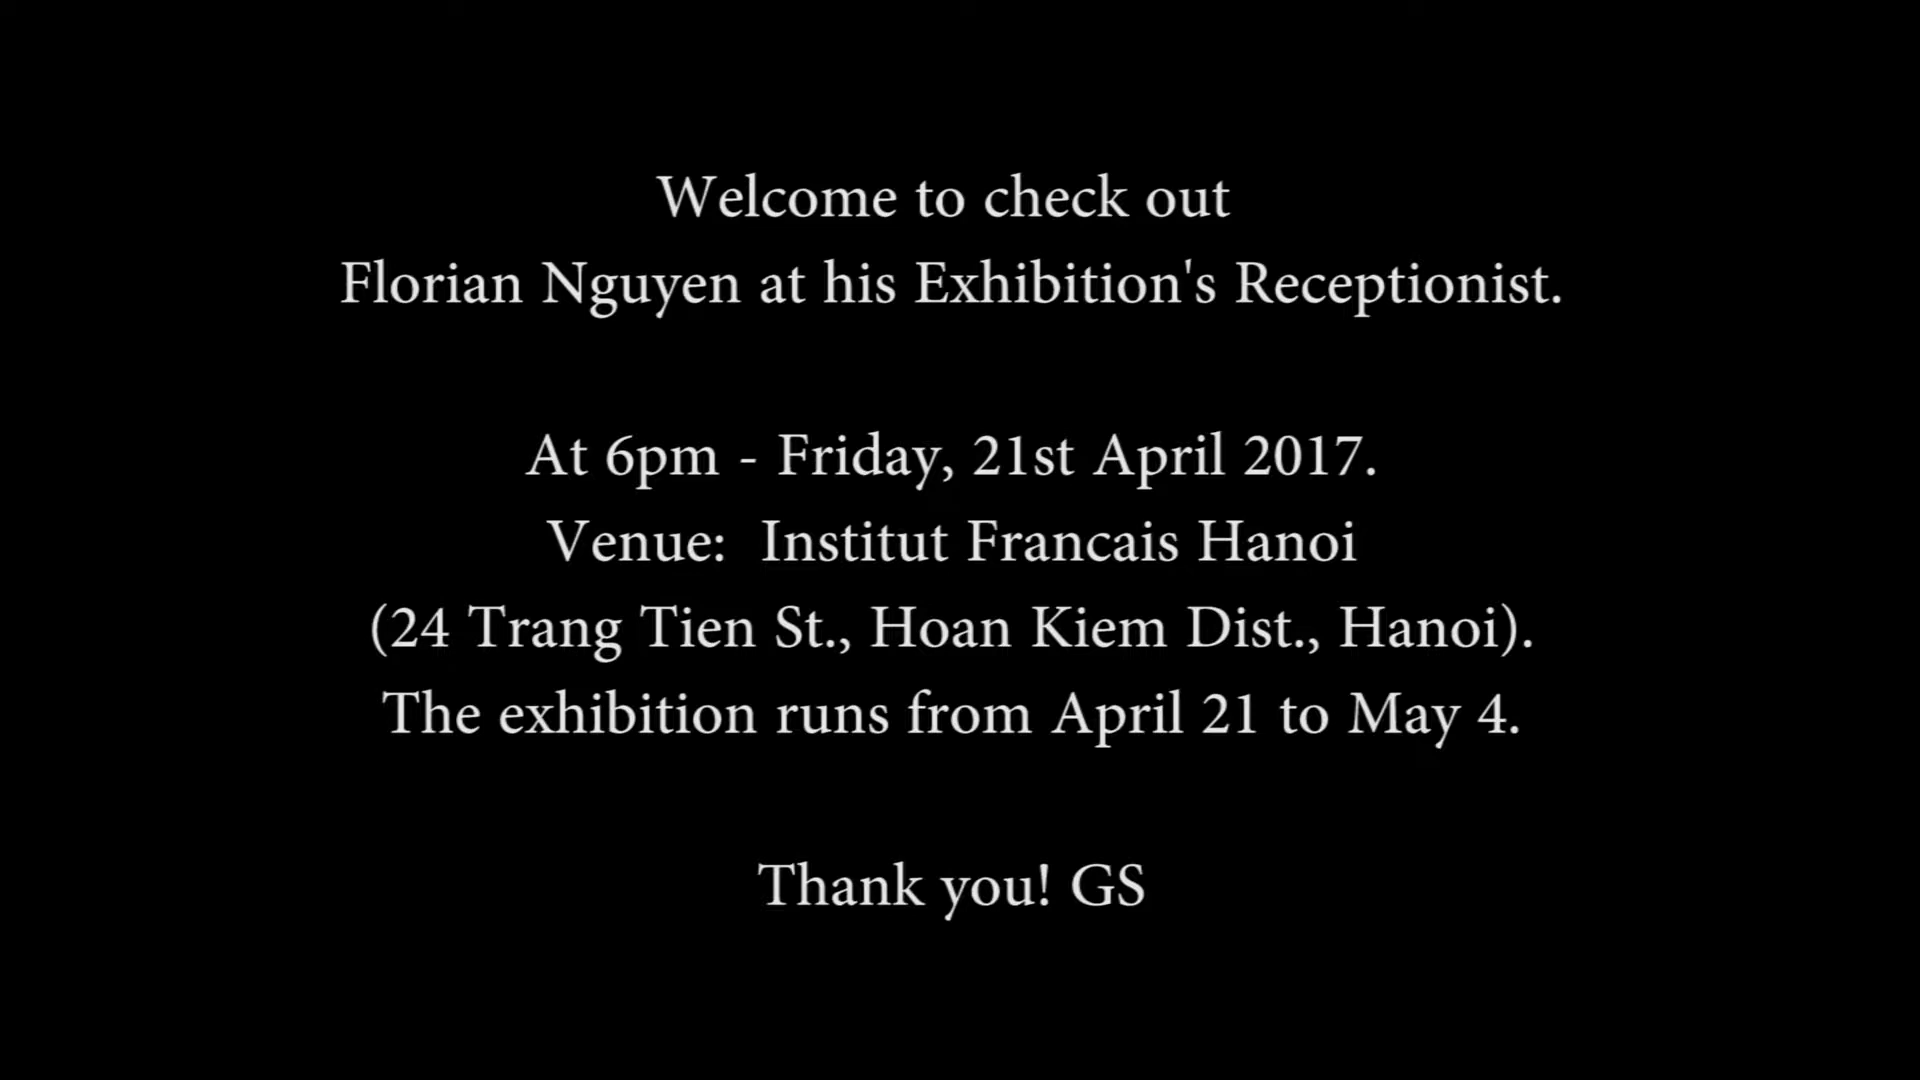 Welcome to check out
Florian Nguyen at his Exhibition's Receptionist.
At 6pm - Friday, 21st April 2017.
Venue:  Institut Francais Hanoi
(24 Trang Tien St., Hoan Kiem Dist., Hanoi).
The exhibition runs from April 21 to May 4.
Thank you! GS